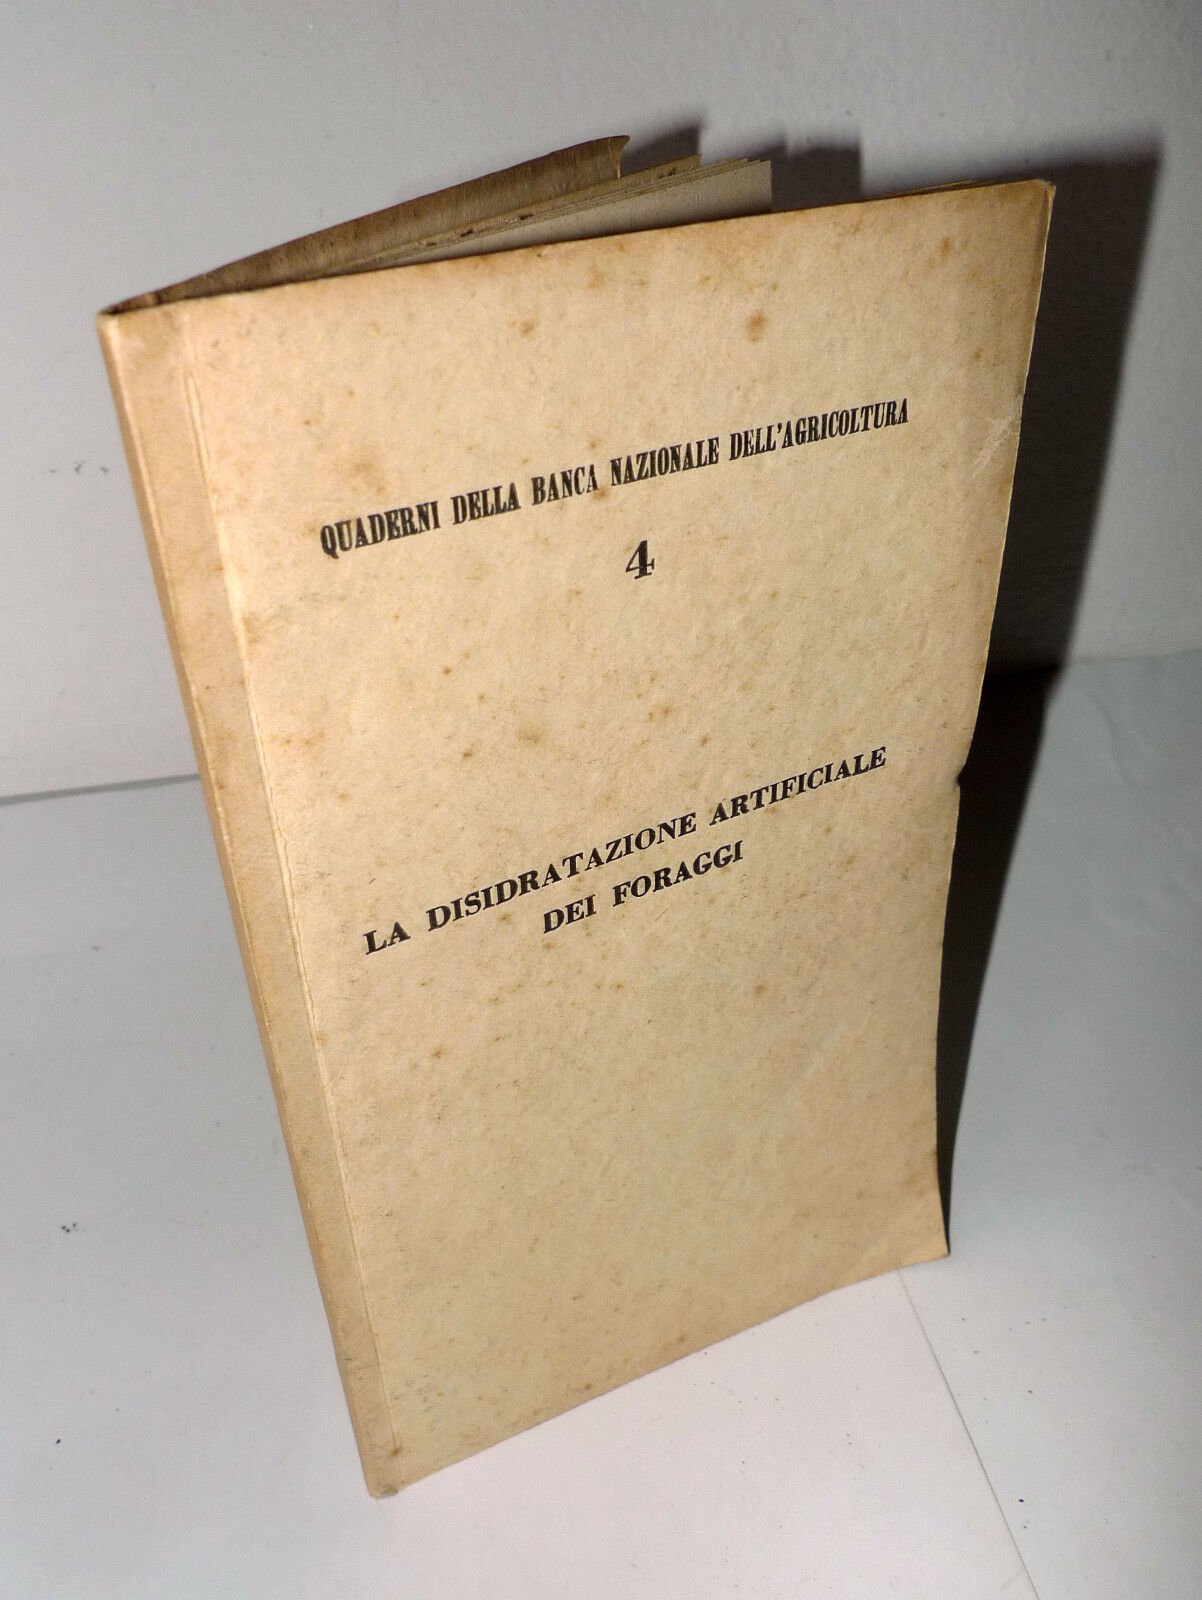 QUADERNI DELLA BANCA NAZIONALE DELL'AGRICOLTURA
4
LA DISIDRATAZIONE ARTIFICIALE
DEI FORAGGI